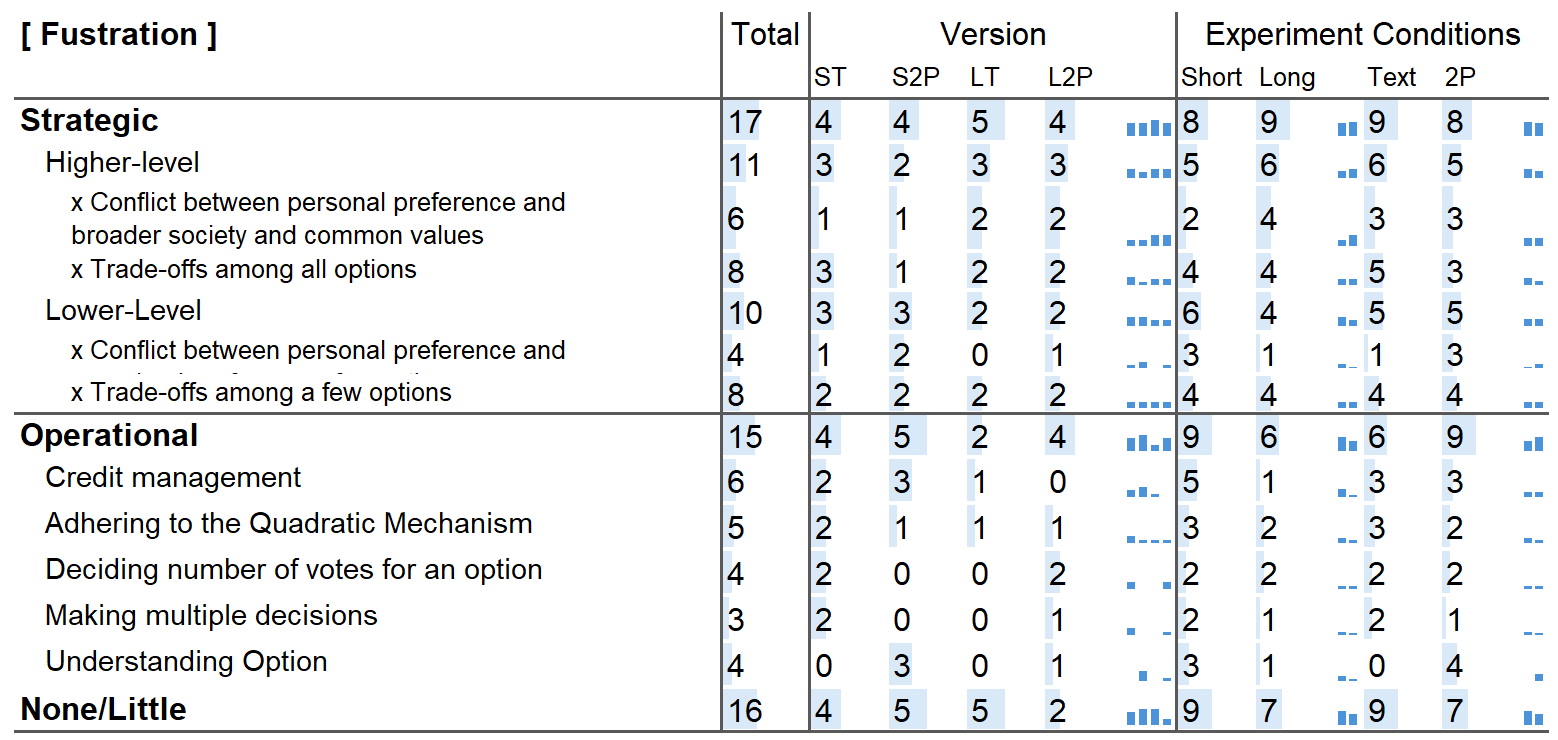 [ Fustration ] Total Version Experiment Conditions
ST S2P LT L2P Short Long Text 2P
Strategic 17 4 4 5 4 8 9 9 8
Higher-level 11 3 2 3 3 5 6 6 5
x Conflict between personal preference and
broader society and common values 6 1 1 2 2 2 4 3 3
x Trade-offs among all options 8 3 1 2 2 4 4 5 3
Lower-Level 10 3 3 2 2 6 4 5 5
x Conflict between personal preference and 4 1 2 0 1 3 1 1 3
x Trade-offs among a few options 8 2 2 2 2 4 4 4 4
Operational 15 4 5 2 4 9 6 6 9
Credit management 6 2 3 1 0 5 1 3 3
Adhering to the Quadratic Mechanism 5 2 1 1 1 3 2 3 2
Deciding number of votes for an option 4 2 0 0 2 2 2 2 2
Making multiple decisions 3 2 0 0 1 2 1 2 1
Understanding Option 4 0 3 0 1 3 1 0 4
None/Little 16 4 5 5 2 9 7 9 7